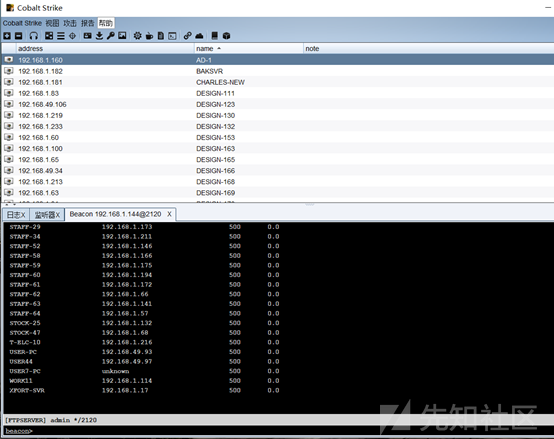 Cobalt Strike
Cobalt Strike 视图 攻击 报告 帮助
address name note
192.168.1.160 AD-1
192.168.1.182 BAKSVR
192.168.1.181 CHARLES-NEW
192.168.1.83 DESIGN-111
192.168.49.106 DESIGN-123
192.168.1.219 DESIGN-130
192.168.1.233 DESIGN-132
192.168.1.60 DESIGN-153
192.168.1.100 DESIGN-163
192.168.1.65 DESIGN-165
192.168.49.34 DESIGN-166
192.168.1.213 DESIGN-168
192.168.1.63 DESIGN-169
日志X 监听器X Beacon 192.168.1.144@2120 X
STAFF-29 192.168.1.173 500 0.0
STAFF-34 192.168.1.211 500 0.0
STAFF-52 192.168.1.146 500 0.0
STAFF-58 192.168.1.166 500 0.0
STAFF-59 192.168.1.175 500 0.0
STAFF-60 192.168.1.194 500 0.0
STAFF-61 192.168.1.172 500 0.0
STAFF-62 192.168.1.66 500 0.0
STAFF-63 192.168.1.141 500 0.0
STAFF-64 192.168.1.57 500 0.0
STOCK-25 192.168.1.132 500 0.0
STOCK-47 192.168.1.68 500 0.0
T-ELC-10 192.168.1.216 500 0.0
USER-PC 192.168.49.93 500 0.0
USER44 192.168.49.97 500 0.0
USER7-PC unknown 500 0.0
WORK11 192.168.1.114 500 0.0
ZFORT-SVR 192.168.1.17 500 0.0
[FTPSERVER] admin */2120
beacon>
先知社区